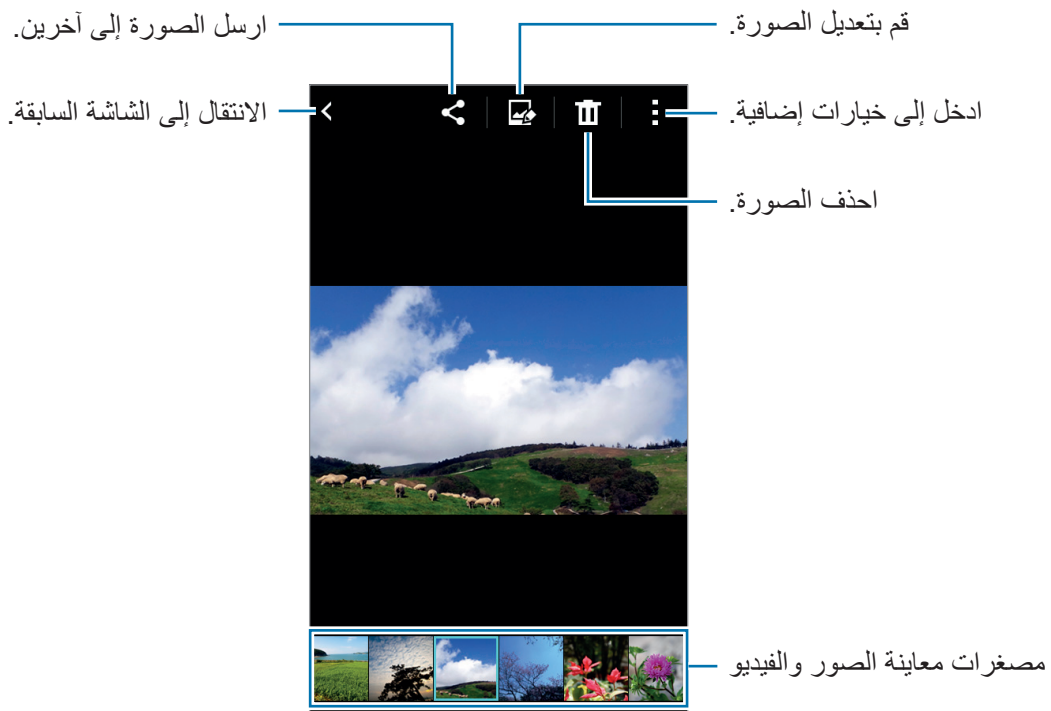 قم بتعديل الصورة.
ارسل الصورة إلى آخرين.
ادخل إلى خيارات إضافية.
الانتقال إلى الشاشة السابقة.
احذف الصورة.
مصغرات معاينة الصور والفيديو